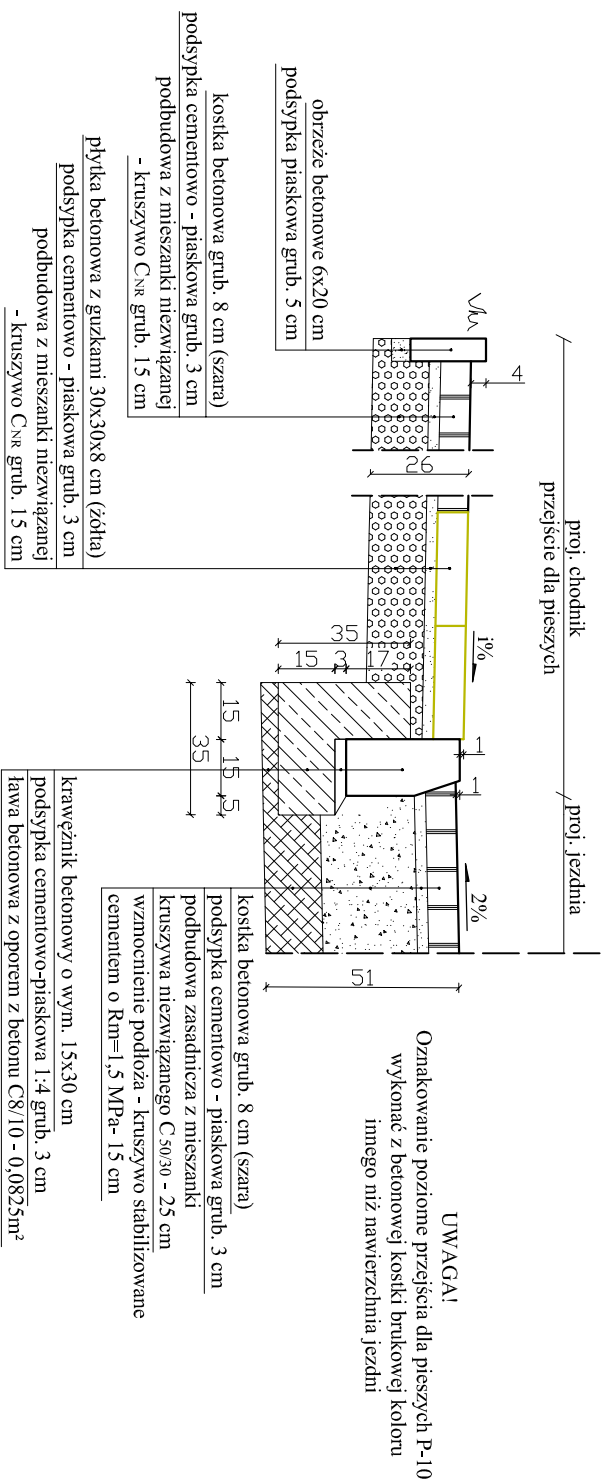 proj. chodnik
przejście dla pieszych
proj. jezdnia
UWAGA!
Oznakowanie poziome przejścia dla pieszych P-10
wykonać z betonowej kostki brukowej koloru
innego niż nawierzchnia jezdni
4
26
i%
1
1
2%
51
35
15
3
17
15
15
5
35
obrzeże betonowe 6x20 cm
podsypka piaskowa grub. 5 cm
kostka betonowa grub. 8 cm (szara)
podsypka cementowo - piaskowa grub. 3 cm
podbudowa z mieszanki niezwiązanej
- kruszywo CNR grub. 15 cm
płytka betonowa z guzkami 30x30x8 cm (żółta)
podsypka cementowo - piaskowa grub. 3 cm
podbudowa z mieszanki niezwiązanej
- kruszywo CNR grub. 15 cm
kostka betonowa grub. 8 cm (szara)
podsypka cementowo - piaskowa grub. 3 cm
podbudowa zasadnicza z mieszanki
kruszywa niezwiązanego C 50/30 - 25 cm
wzmocnienie podłoża - kruszywo stabilizowane
cementem o Rm=1,5 MPa- 15 cm
krawężnik betonowy o wym. 15x30 cm
podsypka cementowo-piaskowa 1:4 grub. 3 cm
ława betonowa z oporem z betonu C8/10 - 0,0825m²